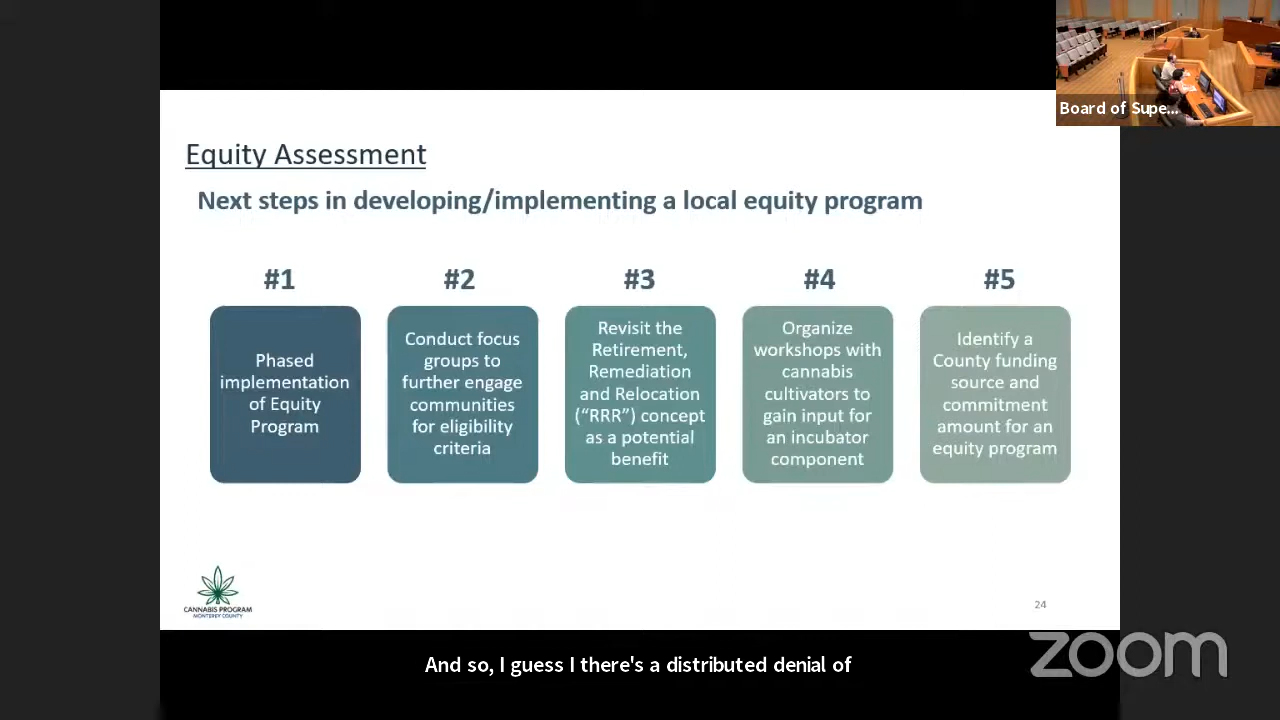 Board of Supe...
Equity Assessment
Next steps in developing/implementing a local equity program
#1
Phased
implementation
of Equity
Program
#2
Conduct focus
groups to
further engage
communities
for eligibility
criteria
#3
Revisit the
Retirement,
Remediation
and Relocation
("RRR") concept
as a potential
benefit
#4
Organize
workshops with
cannabis
cultivators to
gain input for
an incubator
component
#5
Identify a
County funding
source and
commitment
amount for an
equity program
CANNABIS PROGRAM
MONTEREY COUNTY
24
And so, I guess I there's a distributed denial of
zoom